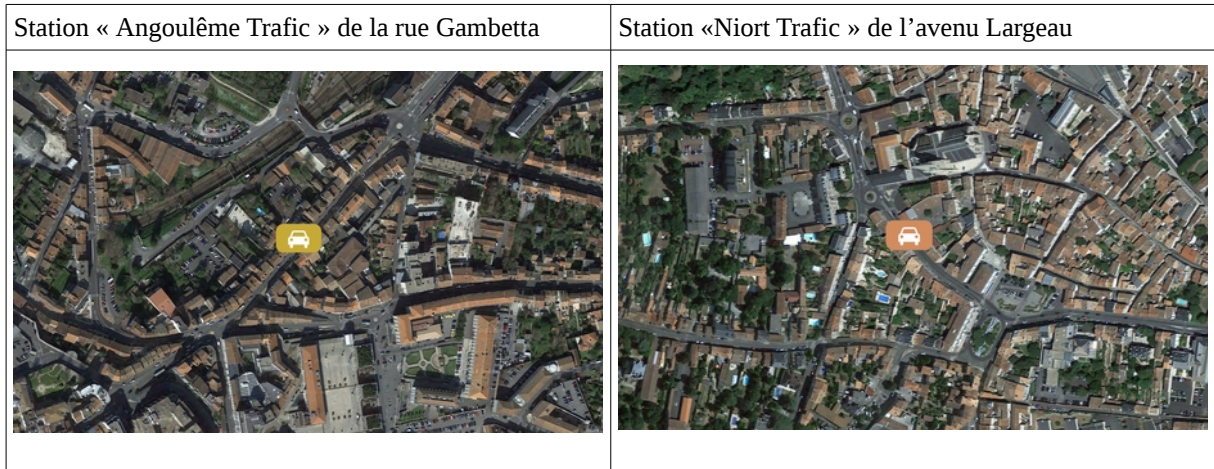 Station « Angoulême Trafic » de la rue Gambetta
Station «Niort Trafic » de l’avenu Largeau